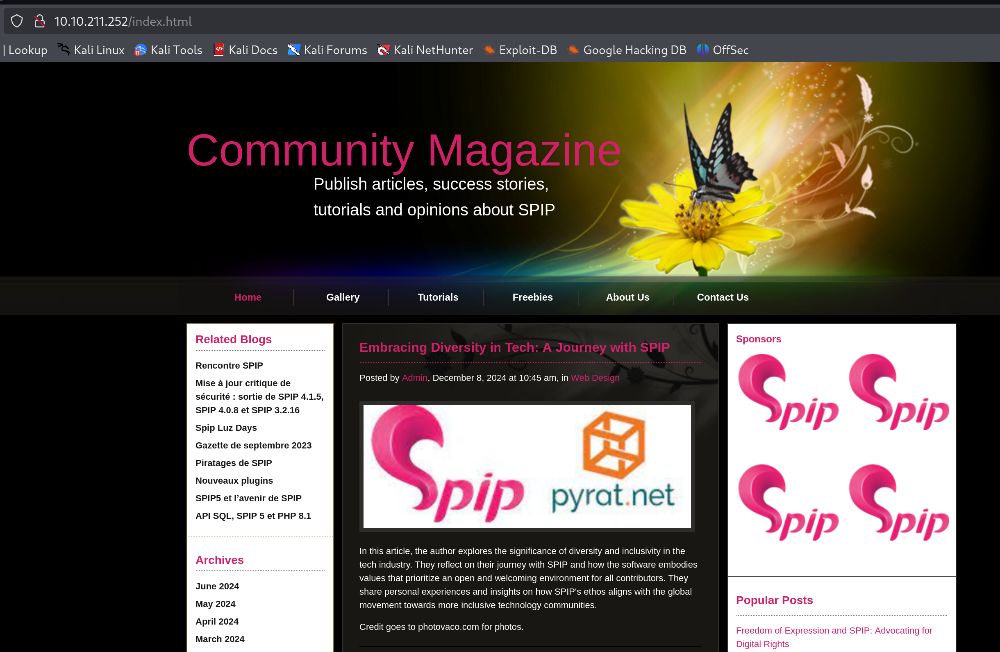 10.10.211.252/index.html
| Lookup Kali Linux Kali Tools Kali Docs Kali Forums Kali NetHunter Exploit-DB Google Hacking DB OffSec
Community Magazine
Publish articles, success stories,
tutorials and opinions about SPIP
Home Gallery Tutorials Freebies About Us Contact Us
Related Blogs
Rencontre SPIP
Mise à jour critique de
sécurité : sortie de SPIP 4.1.5,
SPIP 4.0.8 et SPIP 3.2.16
Spip Luz Days
Gazette de septembre 2023
Piratages de SPIP
Nouveaux plugins
SPIP5 et l’avenir de SPIP
API SQL, SPIP 5 et PHP 8.1
Archives
June 2024
May 2024
April 2024
March 2024
Embracing Diversity in Tech: A Journey with SPIP
Posted by Admin, December 8, 2024 at 10:45 am, in Web Design
Spip
pyrat.net
In this article, the author explores the significance of diversity and inclusivity in the
tech industry. They reflect on their journey with SPIP and how the software embodies
values that prioritize an open and welcoming environment for all contributors. They
share personal experiences and insights on how SPIP's ethos aligns with the global
movement towards more inclusive technology communities.
Credit goes to photovaco.com for photos.
Sponsors
Spip Spip
Spip Spip
Popular Posts
Freedom of Expression and SPIP: Advocating for
Digital Rights